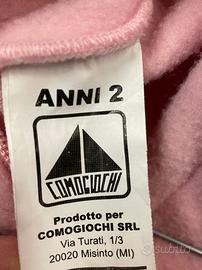 ANNI 2
COMOGIOCHI
Prodotto per
COMOGIOCHI SRL
Via Turati, 1/3
20020 Misinto (MI)
subito